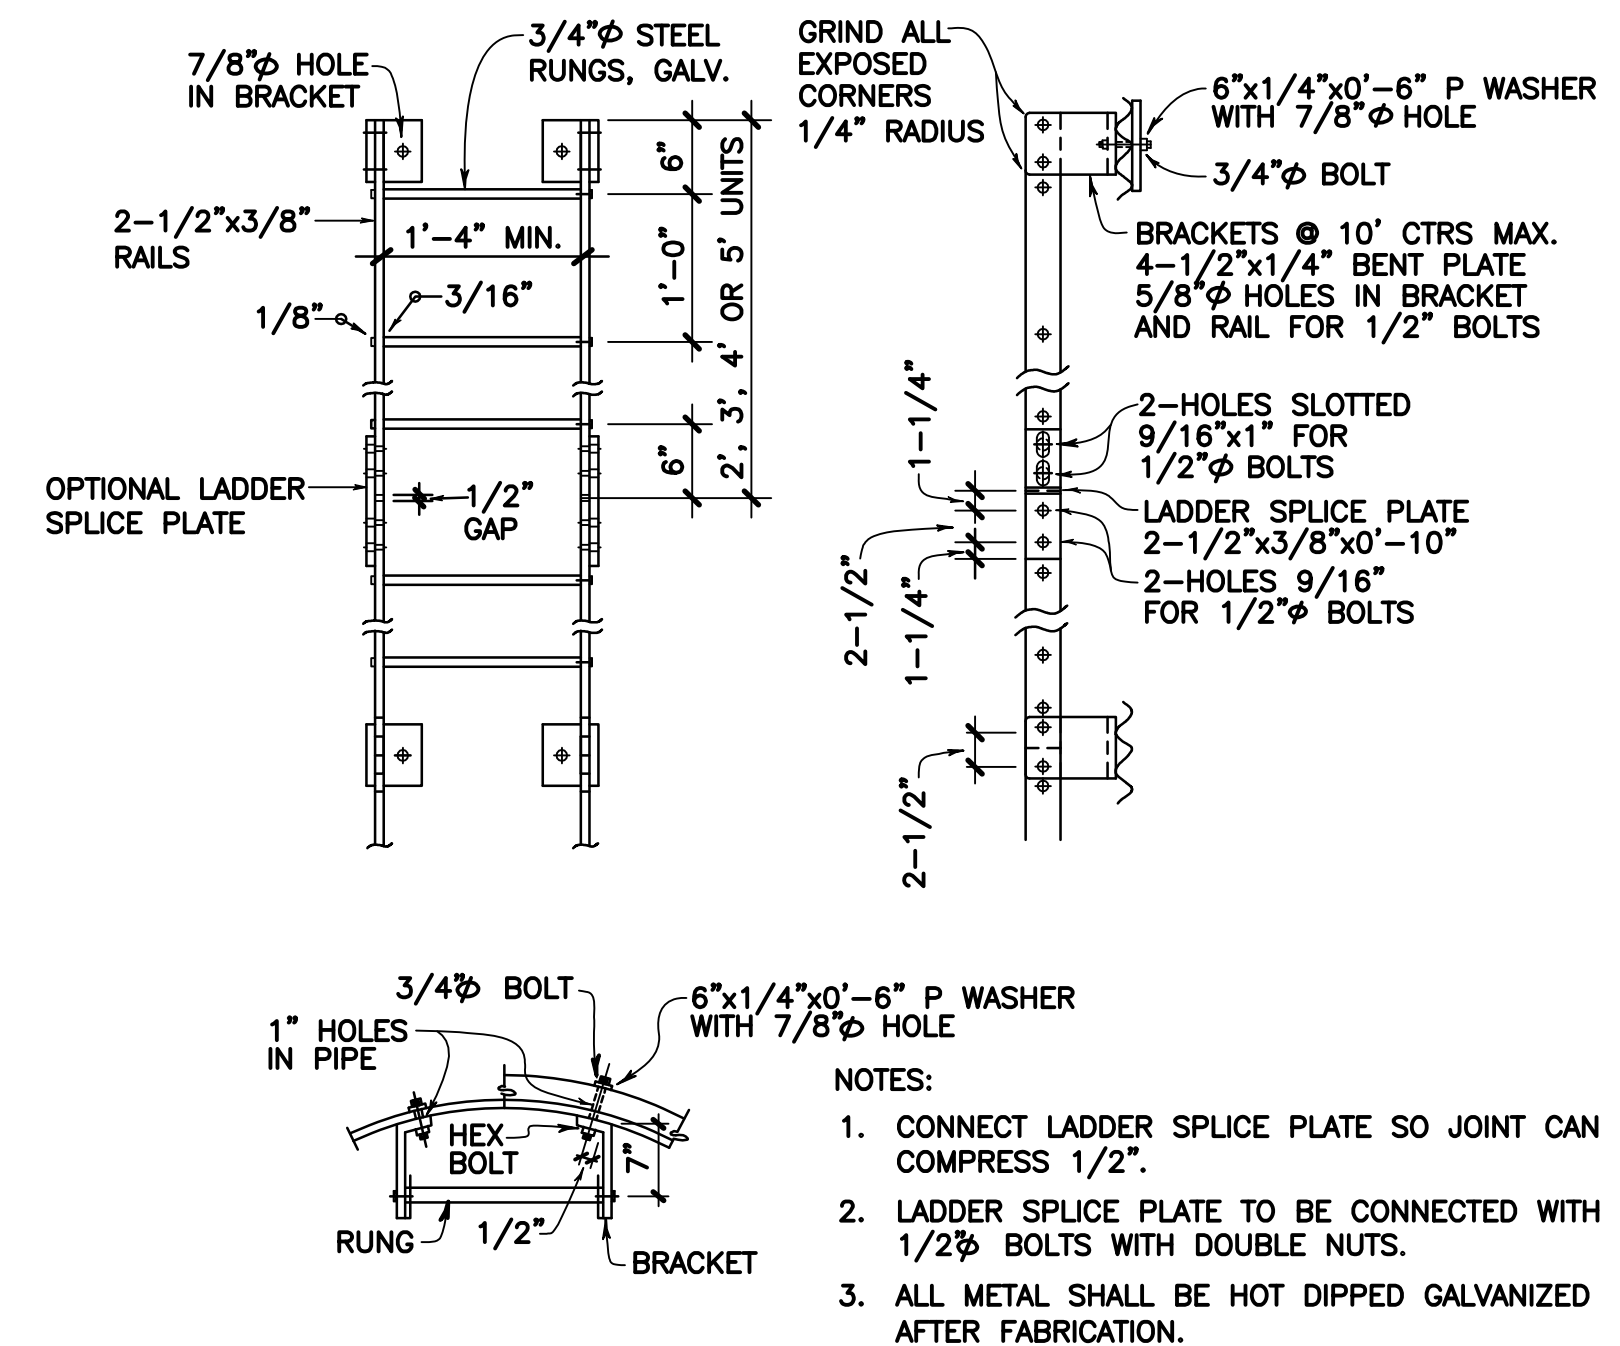 3/4"ϕ STEEL
RUNGS, GALV.
7/8"ϕ HOLE
IN BRACKET
2-1/2"x3/8"
RAILS
1'-4" MIN.
1/8"
3/16"
6"
1'-0"
6"
2', 3', 4' OR 5' UNITS
OPTIONAL LADDER
SPLICE PLATE
1/2"
GAP
GRIND ALL
EXPOSED
CORNERS
1/4" RADIUS
6"x1/4"x0'-6" P WASHER
WITH 7/8"ϕ HOLE
3/4"ϕ BOLT
BRACKETS @ 10' CTRS MAX.
4-1/2"x1/4" BENT PLATE
5/8"ϕ HOLES IN BRACKET
AND RAIL FOR 1/2" BOLTS
1-1/4"
2-HOLES SLOTTED
9/16"x1" FOR
1/2"ϕ BOLTS
LADDER SPLICE PLATE
2-1/2"x3/8"x0'-10"
2-HOLES 9/16"
FOR 1/2"ϕ BOLTS
2-1/2"
1-1/4"
2-1/2"
3/4"ϕ BOLT
6"x1/4"x0'-6" P WASHER
WITH 7/8"ϕ HOLE
1" HOLES
IN PIPE
HEX
BOLT
7"
RUNG
1/2"
BRACKET
NOTES:
1. CONNECT LADDER SPLICE PLATE SO JOINT CAN
COMPRESS 1/2".
2. LADDER SPLICE PLATE TO BE CONNECTED WITH
1/2"ϕ BOLTS WITH DOUBLE NUTS.
3. ALL METAL SHALL BE HOT DIPPED GALVANIZED
AFTER FABRICATION.